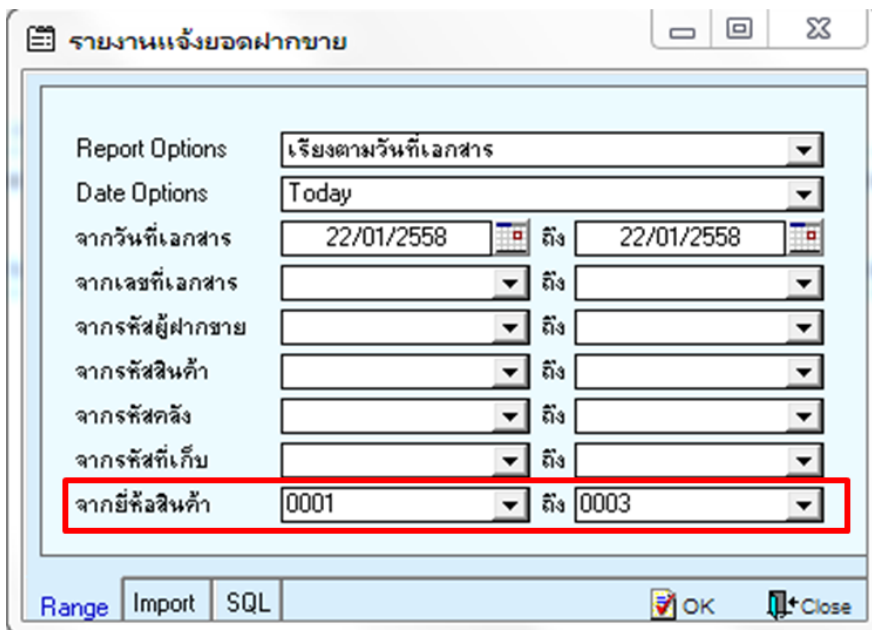 รายงานแจ้งยอดฝากขาย
Report Options เรียงตามวันที่เอกสาร
Date Options Today
จากวันที่เอกสาร 22/01/2558 ถึง 22/01/2558
จากเลขที่เอกสาร ถึง
จากรหัสผู้ฝากขาย ถึง
จากรหัสสินค้า ถึง
จากรหัสคลัง ถึง
จากรหัสที่เก็บ ถึง
จากยี่ห้อสินค้า 0001 ถึง 0003
Range Import SQL OK Close